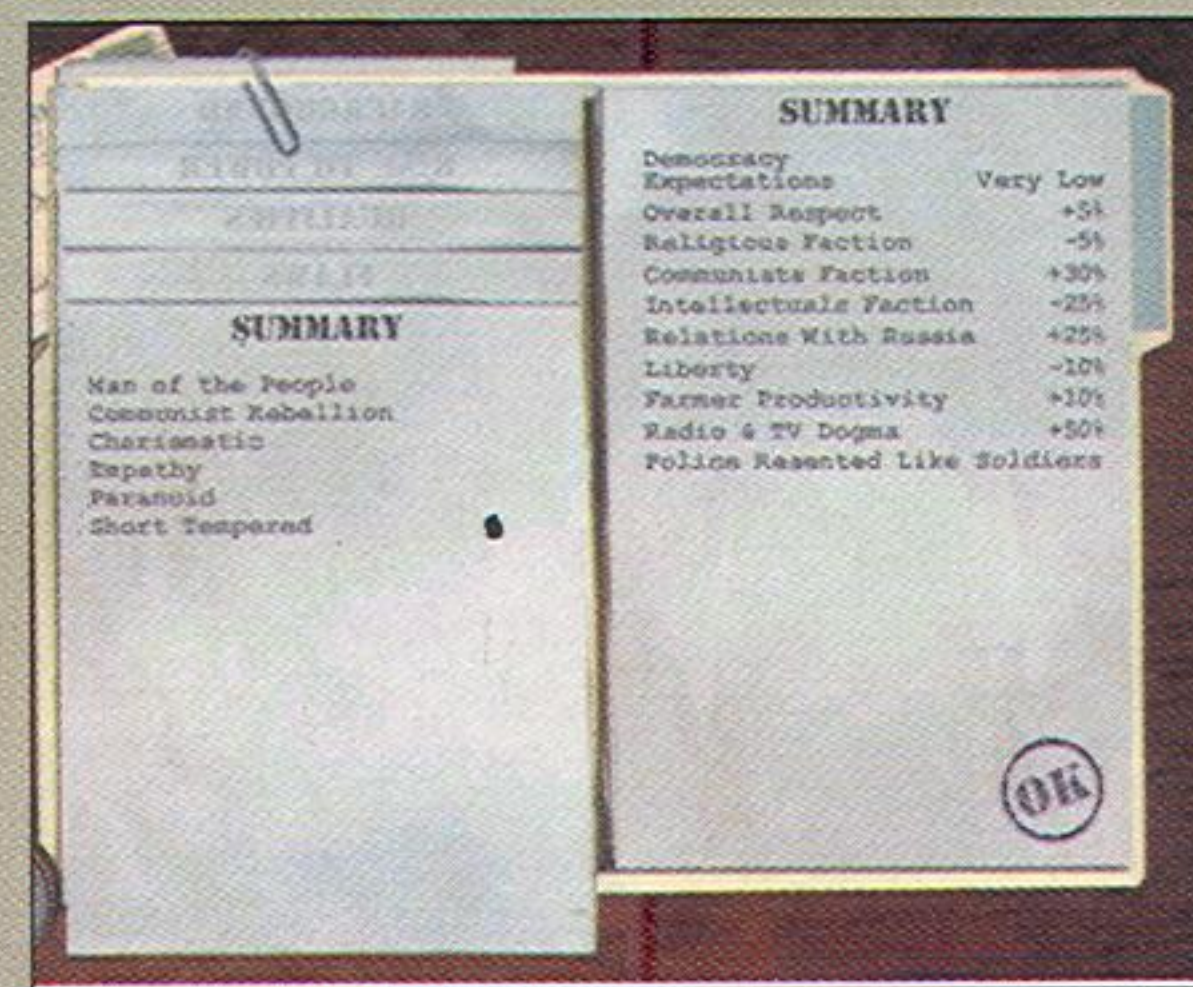 SUMMARY
Man of the People
Communist Rebellion
Charismatic
Empathy
Paranoid
Short Tempered
SUMMARY
Democracy
Expectations Very Low
Overall Respect +5%
Religious Faction -5%
Communists Faction +30%
Intellectuals Faction -25%
Relations With Russia +25%
Liberty -10%
Farmer Productivity +10%
Radio & TV Dogma +50%
Police Resented Like Soldiers
OK